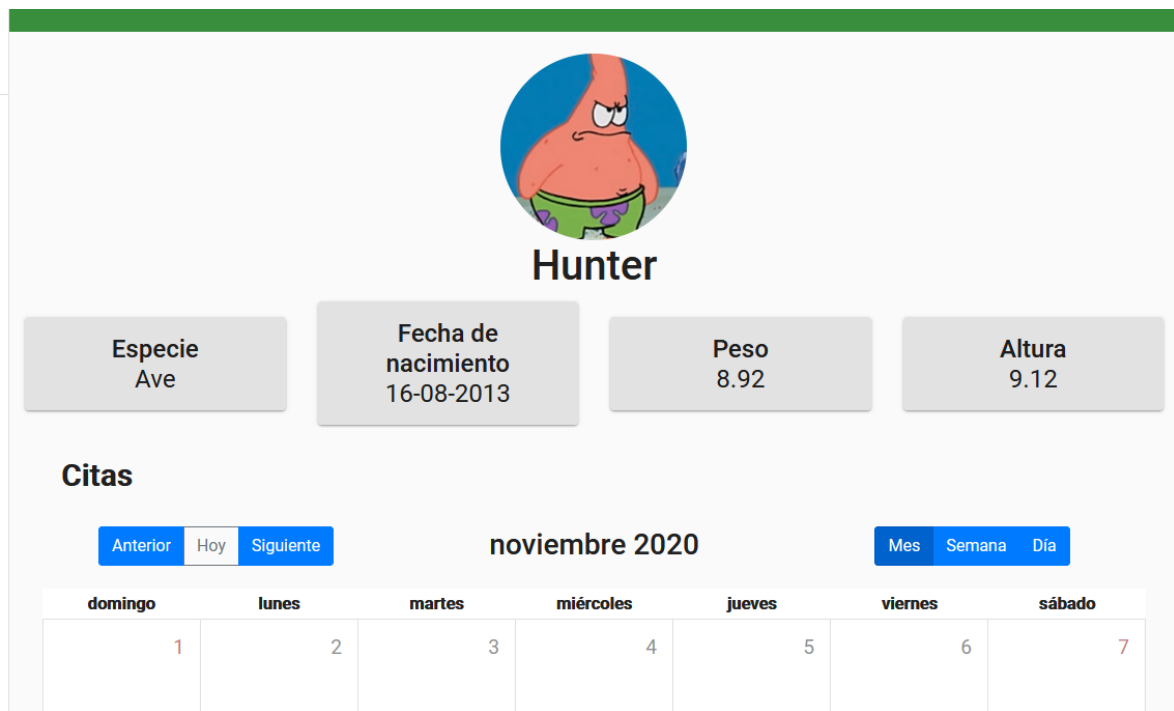 Hunter
Especie
Ave
Fecha de
nacimiento
16-08-2013
Peso
8.92
Altura
9.12
Citas
Anterior Hoy Siguiente
noviembre 2020
Mes Semana Día
domingo lunes martes miércoles jueves viernes sábado
1 2 3 4 5 6 7